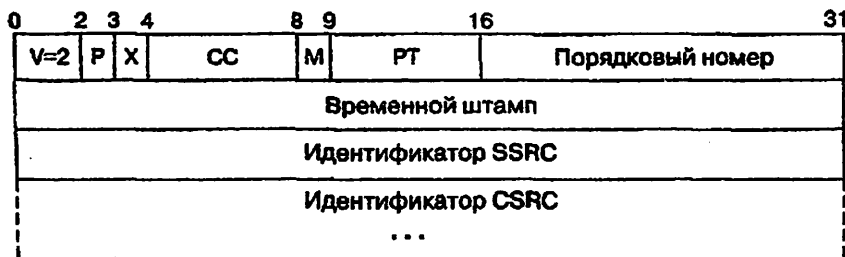 0 2 3 4 8 9 16 31
V=2 P X CC M PT Порядковый номер
Временной штамп
Идентификатор SSRC
Идентификатор CSRC
...